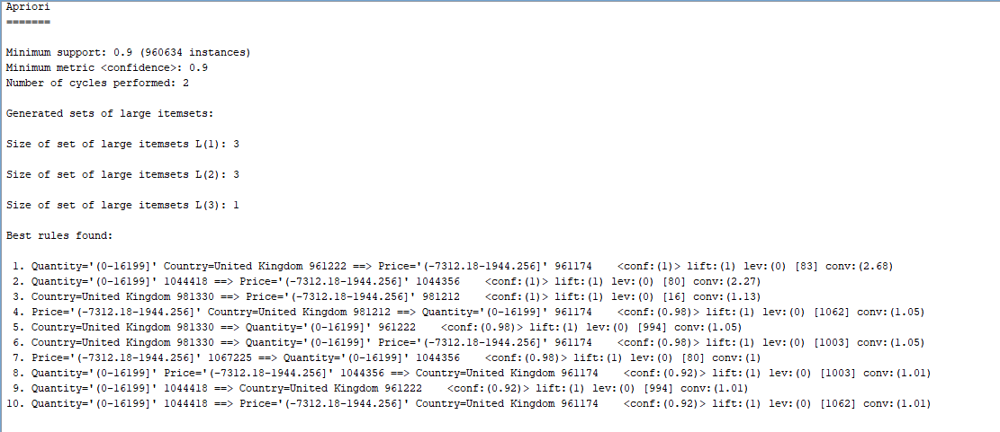 Apriori
=======
Minimum support: 0.9 (960634 instances)
Minimum metric <confidence>: 0.9
Number of cycles performed: 2
Generated sets of large itemsets:
Size of set of large itemsets L(1): 3
Size of set of large itemsets L(2): 3
Size of set of large itemsets L(3): 1
Best rules found:
1. Quantity='(0-16199]' Country=United Kingdom 961222 ==> Price='(-7312.18-1944.256]' 961174    <conf:(1)> lift:(1) lev:(0) [83] conv:(2.68)
2. Quantity='(0-16199]' 1044418 ==> Price='(-7312.18-1944.256]' 1044356    <conf:(1)> lift:(1) lev:(0) [80] conv:(2.27)
3. Country=United Kingdom 981330 ==> Price='(-7312.18-1944.256]' 981212    <conf:(1)> lift:(1) lev:(0) [16] conv:(1.13)
4. Price='(-7312.18-1944.256]' Country=United Kingdom 981212 ==> Quantity='(0-16199]' 961174    <conf:(0.98)> lift:(1) lev:(0) [1062] conv:(1.05)
5. Country=United Kingdom 981330 ==> Quantity='(0-16199]' 961222    <conf:(0.98)> lift:(1) lev:(0) [994] conv:(1.05)
6. Country=United Kingdom 981330 ==> Quantity='(0-16199]' Price='(-7312.18-1944.256]' 961174    <conf:(0.98)> lift:(1) lev:(0) [1003] conv:(1.05)
7. Price='(-7312.18-1944.256]' 1067225 ==> Quantity='(0-16199]' 1044356    <conf:(0.98)> lift:(1) lev:(0) [80] conv:(1)
8. Quantity='(0-16199]' Price='(-7312.18-1944.256]' 1044356 ==> Country=United Kingdom 961174    <conf:(0.92)> lift:(1) lev:(0) [1003] conv:(1.01)
9. Quantity='(0-16199]' 1044418 ==> Country=United Kingdom 961222    <conf:(0.92)> lift:(1) lev:(0) [994] conv:(1.01)
10. Quantity='(0-16199]' 1044418 ==> Price='(-7312.18-1944.256]' Country=United Kingdom 961174    <conf:(0.92)> lift:(1) lev:(0) [1062] conv:(1.01)